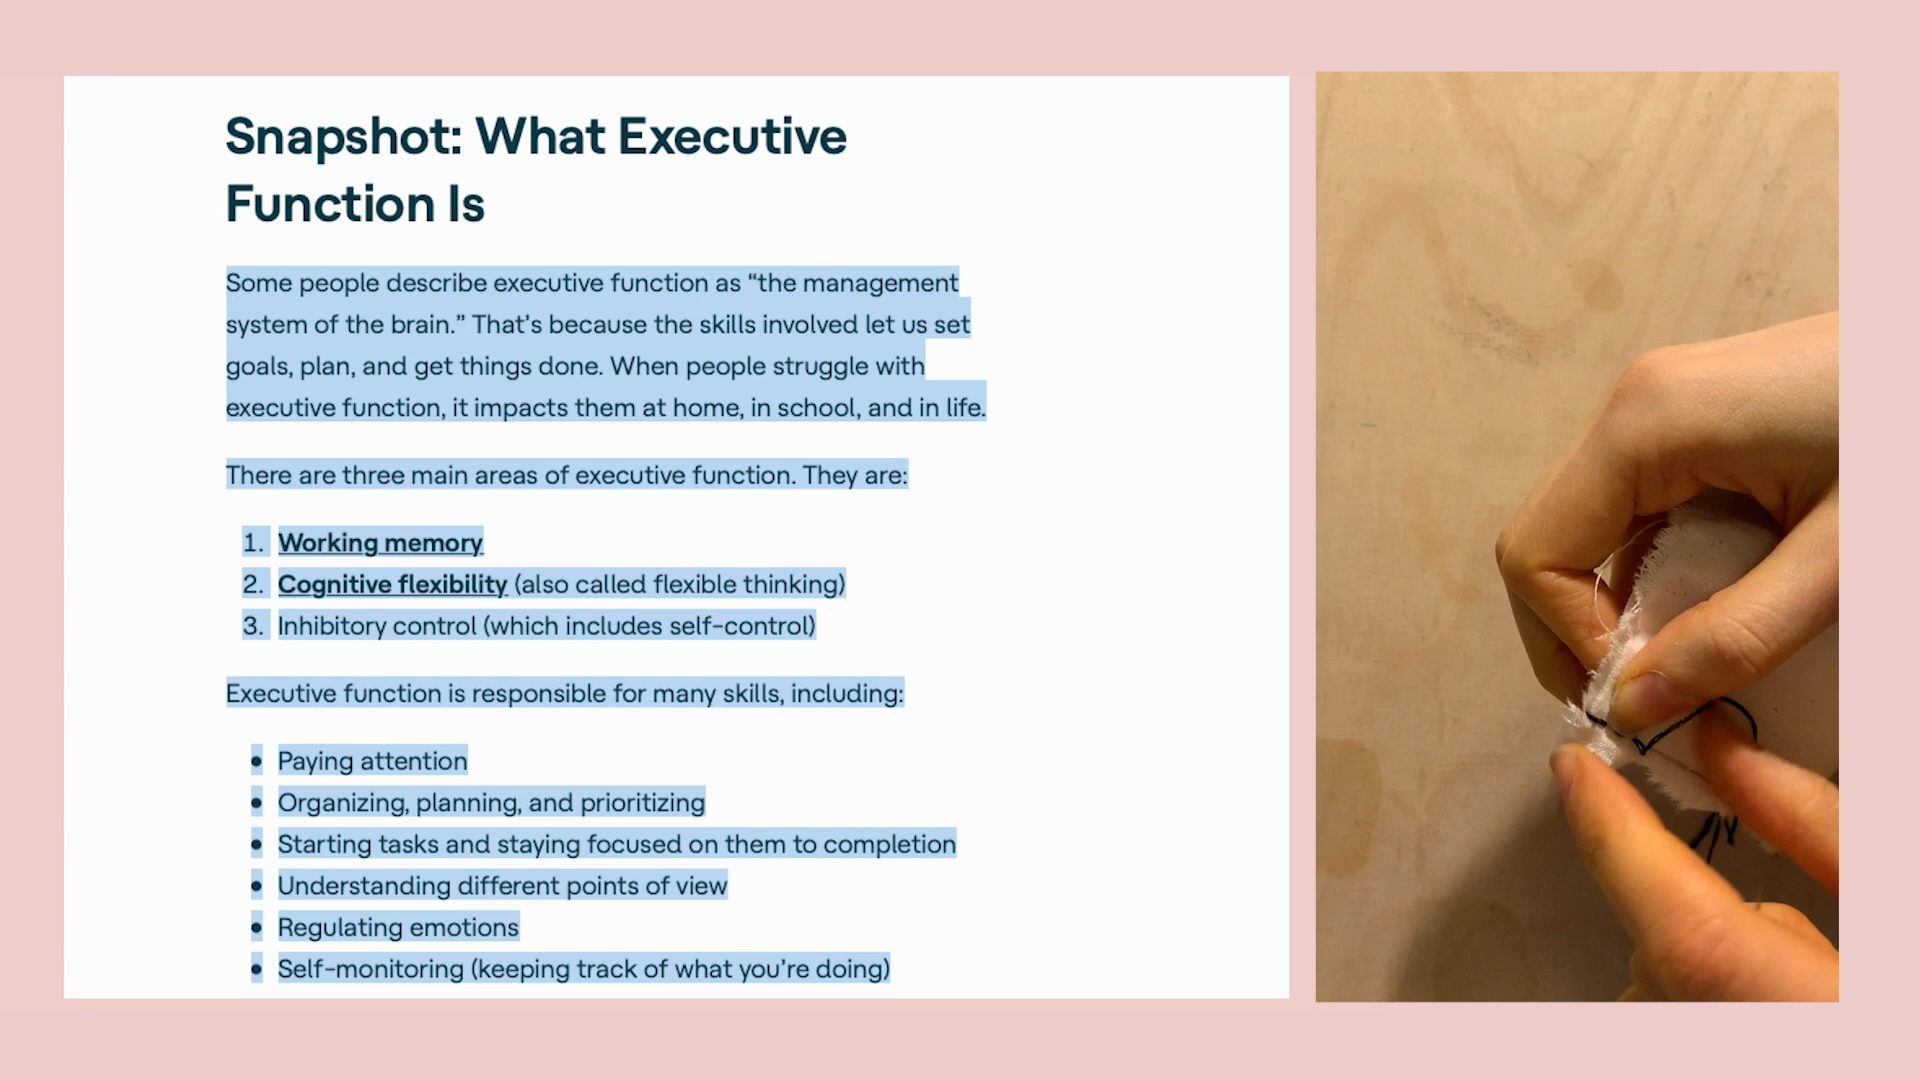 Snapshot: What Executive
Function Is
Some people describe executive function as “the management
system of the brain.” That’s because the skills involved let us set
goals, plan, and get things done. When people struggle with
executive function, it impacts them at home, in school, and in life.
There are three main areas of executive function. They are:
1. Working memory
2. Cognitive flexibility (also called flexible thinking)
3. Inhibitory control (which includes self-control)
Executive function is responsible for many skills, including:
• Paying attention
• Organizing, planning, and prioritizing
• Starting tasks and staying focused on them to completion
• Understanding different points of view
• Regulating emotions
• Self-monitoring (keeping track of what you’re doing)